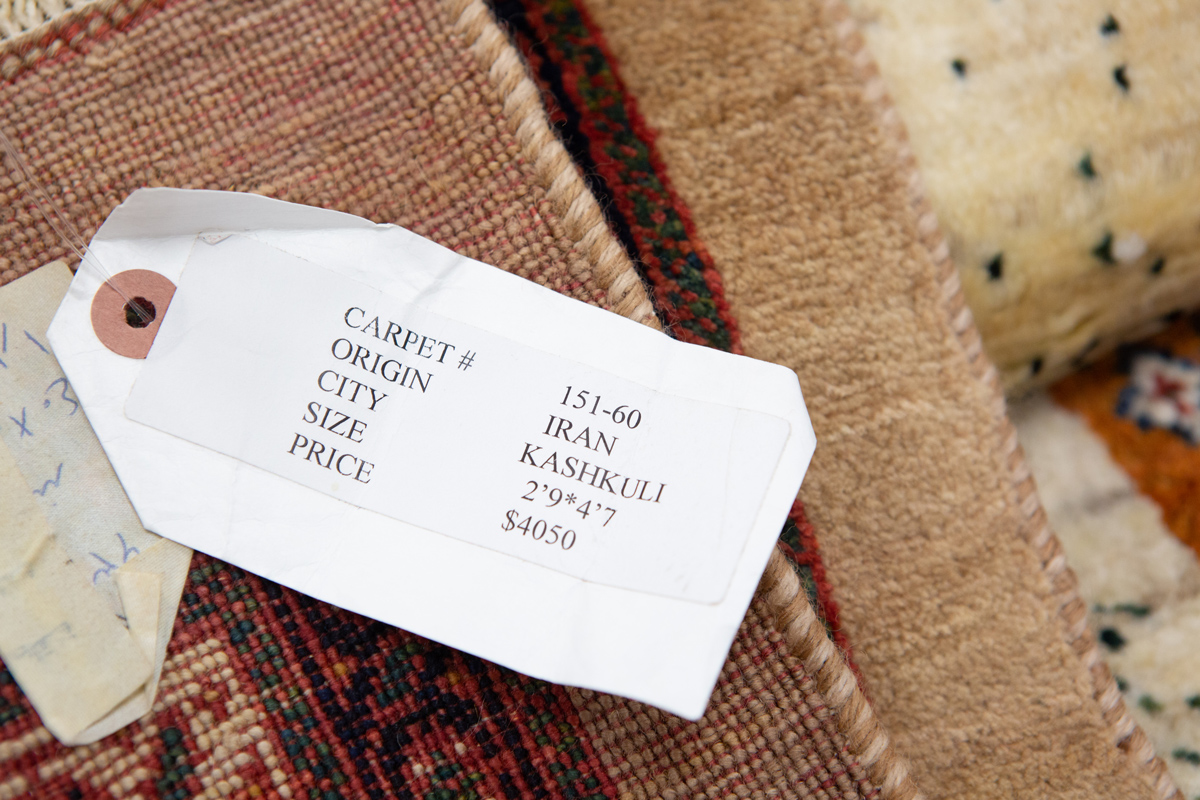 CARPET # 151-60
ORIGIN IRAN
CITY KASHKULI
SIZE 2’9*4’7
PRICE $4050